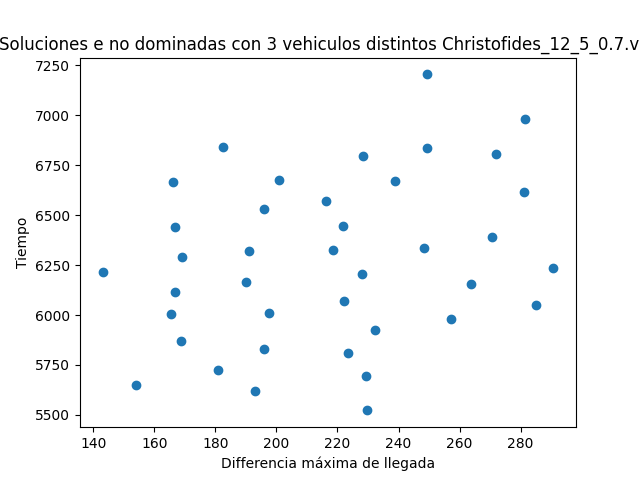 Soluciones e no dominadas con 3 vehiculos distintos Christofides_12_5_0.7.v
7250
7000
6750
6500
6250
6000
5750
5500
Tiempo
140 160 180 200 220 240 260 280
Differencia máxima de llegada